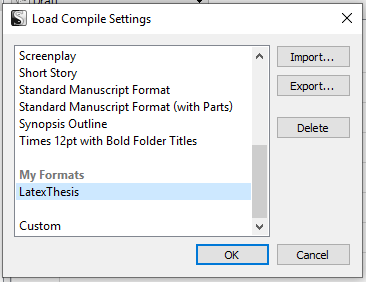 Load Compile Settings
Screenplay
Short Story
Standard Manuscript Format
Standard Manuscript Format (with Parts)
Synopsis Outline
Times 12pt with Bold Folder Titles
My Formats
LatexThesis
Custom
Import...
Export...
Delete
OK
Cancel